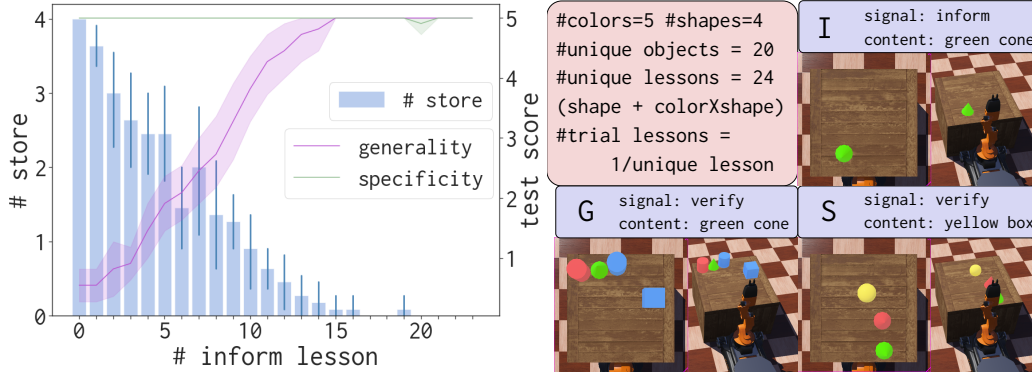 4
3
2
1
0
# store
0
5
10
15
20
# inform lesson
5
4
3
2
1
test score
# store
generality
specificity
#colors=5 #shapes=4
#unique objects = 20
#unique lessons = 24
(shape + colorXshape)
#trial lessons =
1/unique lesson
I
signal: inform
content: green cone
G
signal: verify
content: green cone
S
signal: verify
content: yellow box